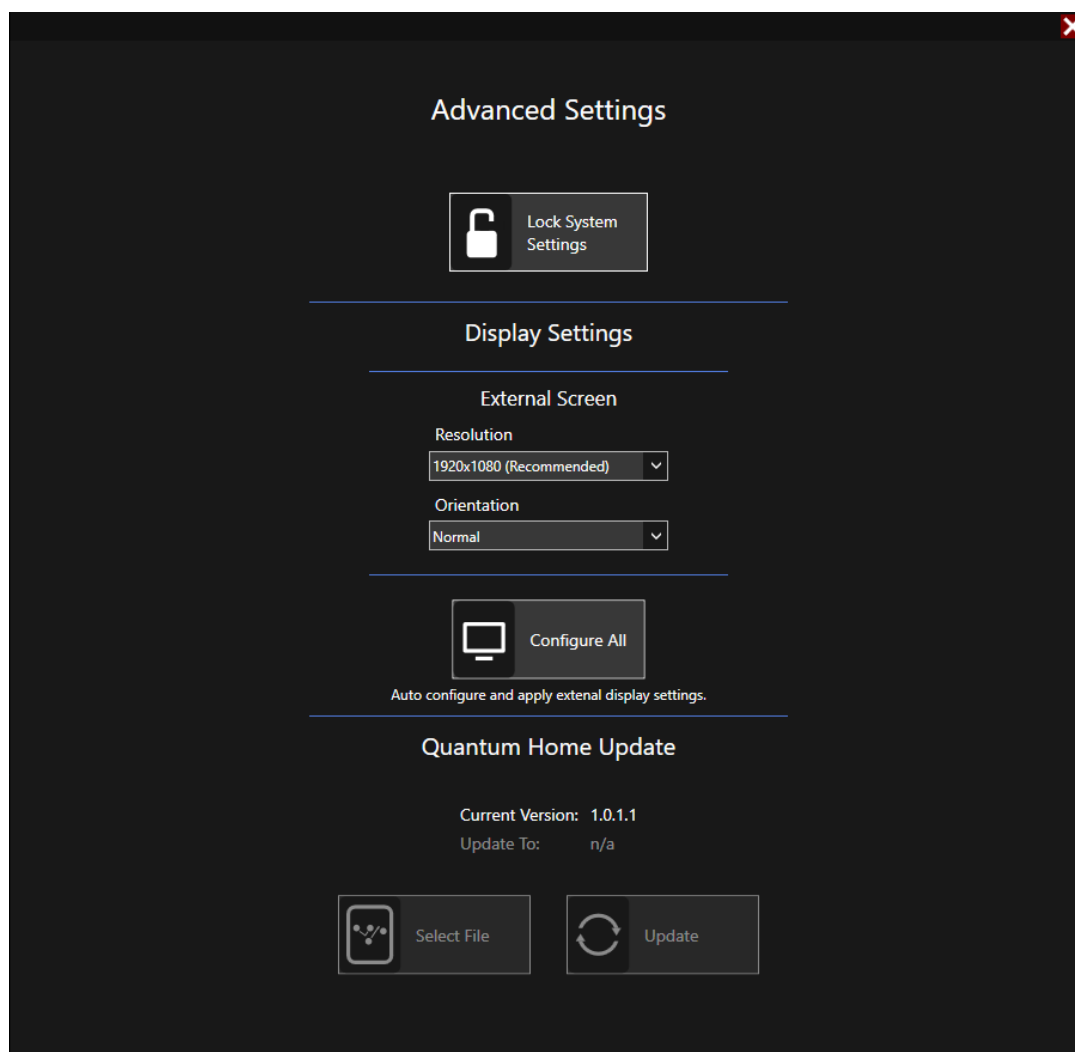 Advanced Settings
Lock System
Settings
Display Settings
External Screen
Resolution
1920x1080 (Recommended)
Orientation
Normal
Configure All
Auto configure and apply extenal display settings.
Quantum Home Update
Current Version: 1.0.1.1
Update To: n/a
Select File
Update